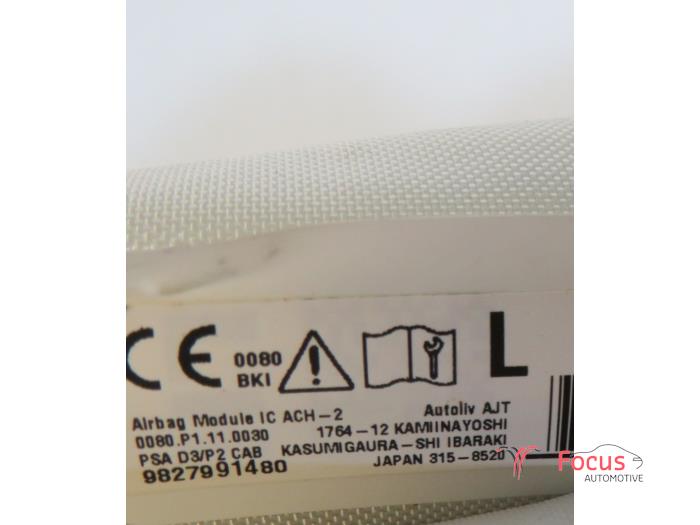 CE 0080 BKI L
Airbag Module IC ACH-2 Autoliv AJT
0080.P1.11.0030 1764-12 KAMIINAYOSHI
PSA D3/P2 CAB KASUMIGAURA-SHI IBARAKI
9827991480 JAPAN 315-8520
Focus
AUTOMOTIVE